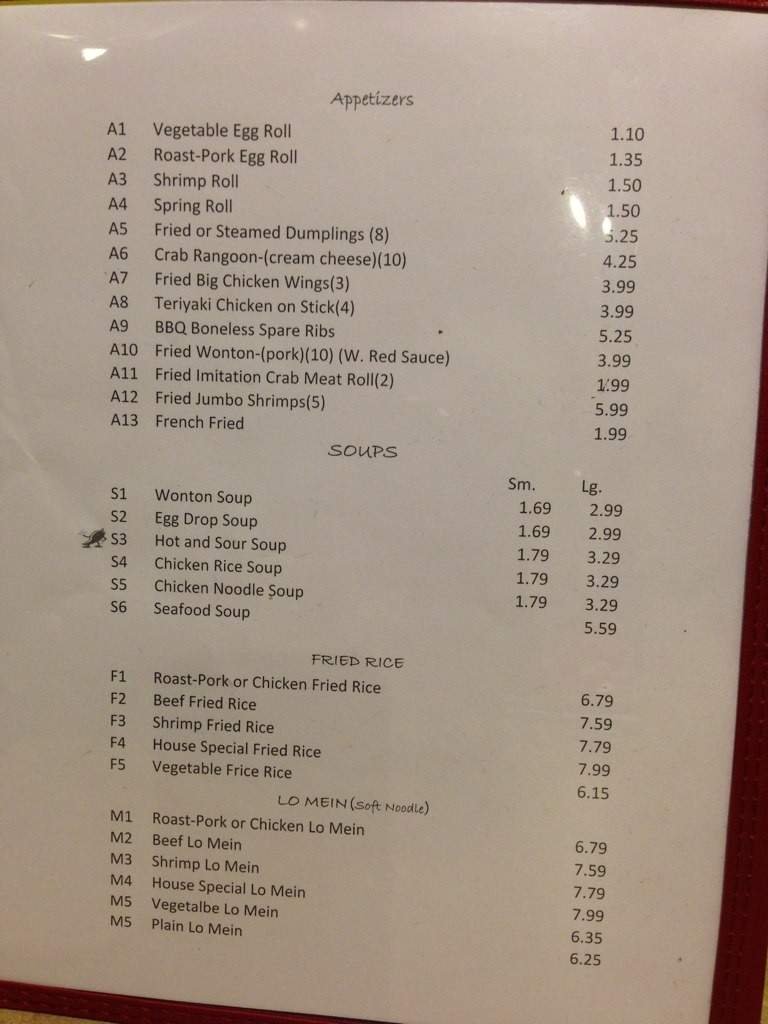 Appetizers
A1 Vegetable Egg Roll 1.10
A2 Roast-Pork Egg Roll 1.35
A3 Shrimp Roll 1.50
A4 Spring Roll 1.50
A5 Fried or Steamed Dumplings (8) 5.25
A6 Crab Rangoon-(cream cheese)(10) 4.25
A7 Fried Big Chicken Wings(3) 3.99
A8 Teriyaki Chicken on Stick(4) 3.99
A9 BBQ Boneless Spare Ribs 5.25
A10 Fried Wonton-(pork)(10) (W. Red Sauce) 3.99
A11 Fried Imitation Crab Meat Roll(2) 1.99
A12 Fried Jumbo Shrimps(5) 5.99
A13 French Fried 1.99
SOUPS
Sm. Lg.
S1 Wonton Soup 1.69 2.99
S2 Egg Drop Soup 1.69 2.99
S3 Hot and Sour Soup 1.79 3.29
S4 Chicken Rice Soup 1.79 3.29
S5 Chicken Noodle Soup 1.79 3.29
S6 Seafood Soup 5.59
FRIED RICE
F1 Roast-Pork or Chicken Fried Rice 6.79
F2 Beef Fried Rice 7.59
F3 Shrimp Fried Rice 7.79
F4 House Special Fried Rice 7.99
F5 Vegetable Frice Rice 6.15
LO MEIN (Soft Noodle)
M1 Roast-Pork or Chicken Lo Mein 6.79
M2 Beef Lo Mein 7.59
M3 Shrimp Lo Mein 7.79
M4 House Special Lo Mein 7.99
M5 Vegetalbe Lo Mein 6.35
M5 Plain Lo Mein 6.25